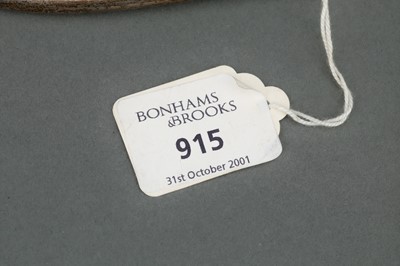 BONHAMS
&BROOKS
915
31st October 2001